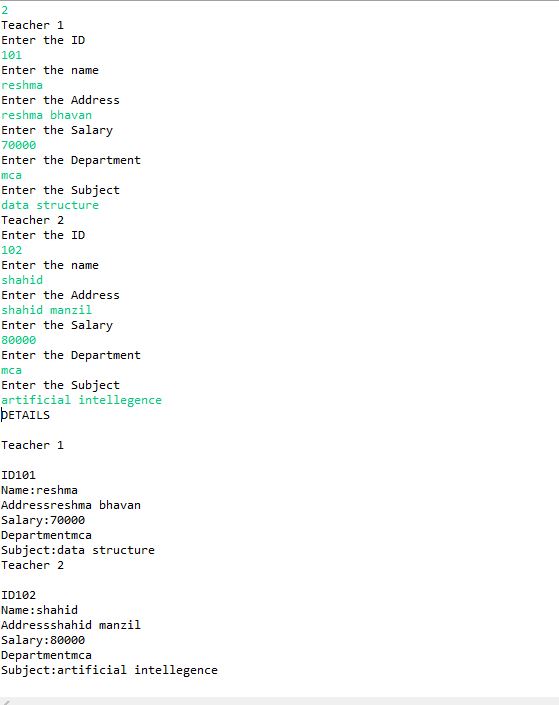 2
Teacher 1
Enter the ID
101
Enter the name
reshma
Enter the Address
reshma bhavan
Enter the Salary
70000
Enter the Department
mca
Enter the Subject
data structure
Teacher 2
Enter the ID
102
Enter the name
shahid
Enter the Address
shahid manzil
Enter the Salary
80000
Enter the Department
mca
Enter the Subject
artificial intellegence
DETAILS
Teacher 1
ID101
Name:reshma
Addressreshma bhavan
Salary:70000
Departmentmca
Subject:data structure
Teacher 2
ID102
Name:shahid
Addressshahid manzil
Salary:80000
Departmentmca
Subject:artificial intellegence